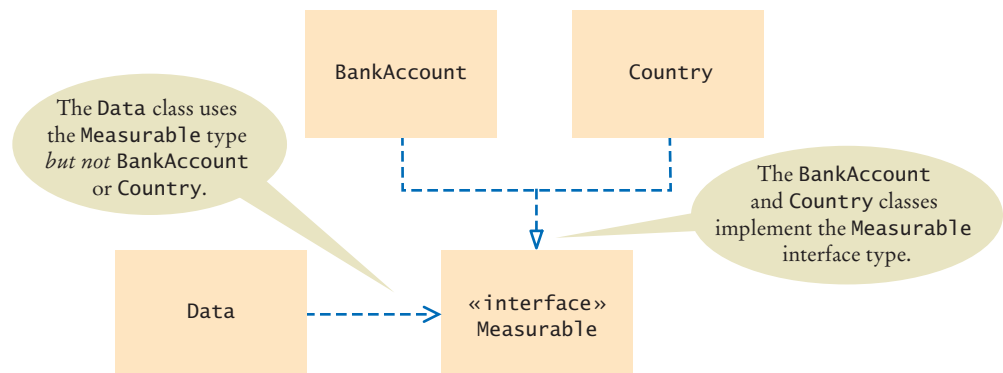 BankAccount
Country
The Data class uses
the Measurable type
but not BankAccount
or Country.
The BankAccount
and Country classes
implement the Measurable
interface type.
Data
«interface»
Measurable